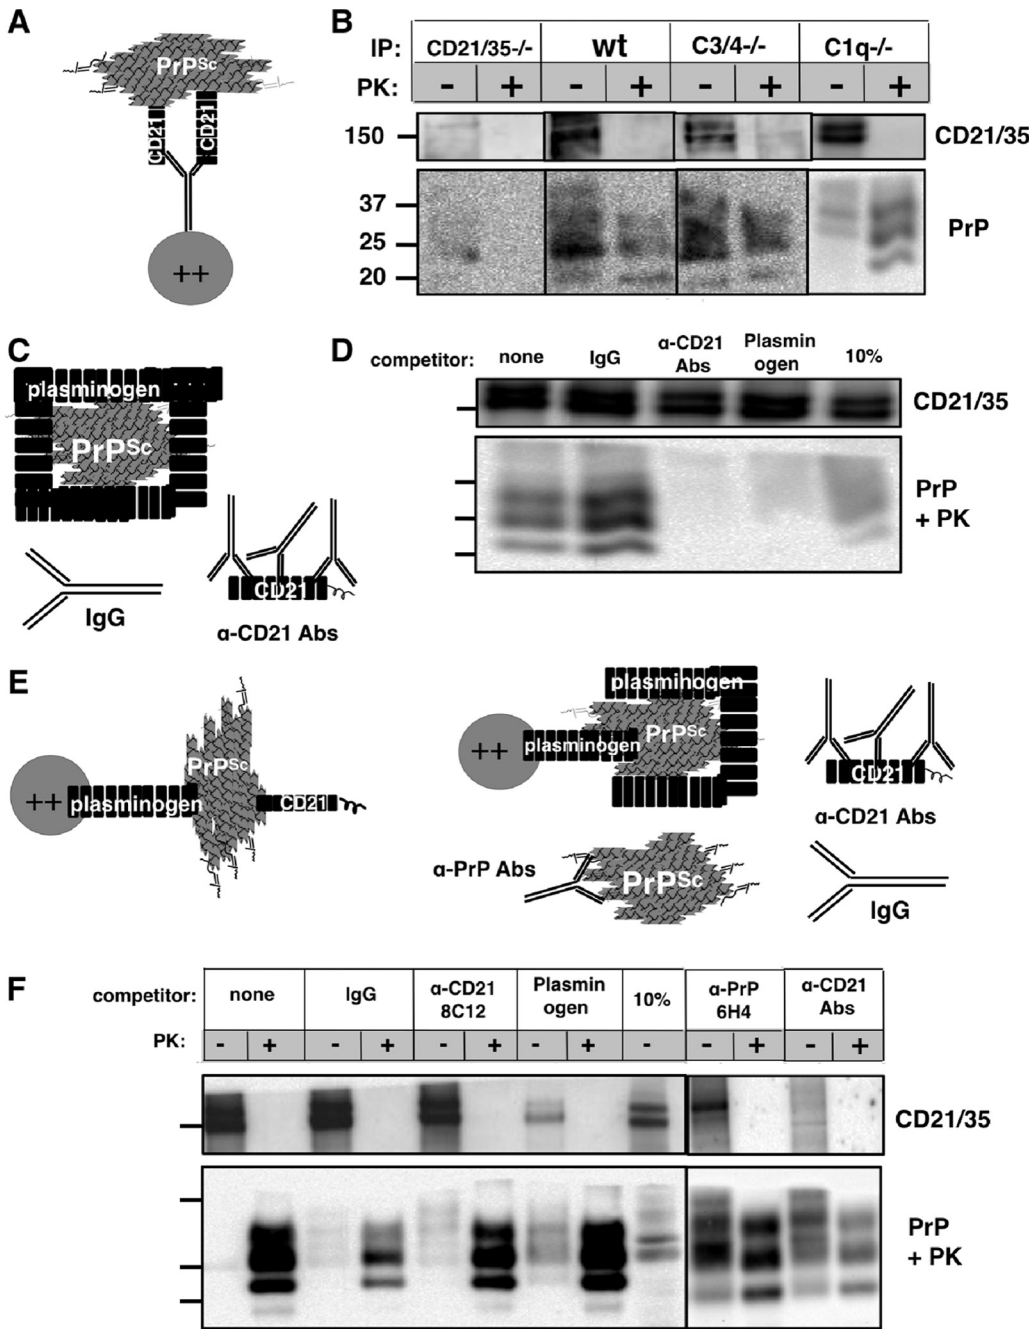 A
PrPSc
CD21
CD21
++
B
IP: CD21/35-/- wt C3/4-/- C1q-/-
PK: - + - + - + - +
150
CD21/35
37
25
20
PrP
C
plasminogen
PrPSc
IgG
CD21
α-CD21 Abs
D
competitor: none IgG α-CD21 Abs Plasmin ogen 10%
CD21/35
PrP
+ PK
E
PrPSc
++
plasminogen
CD21
plasminogen
++
plasminogen
PrPSc
CD21
α-CD21 Abs
α-PrP Abs
PrPSc
IgG
F
competitor: none IgG α-CD21 8C12 Plasmin ogen 10% α-PrP 6H4 α-CD21 Abs
PK: - + - + - + - + - - + - +
CD21/35
PrP
+ PK